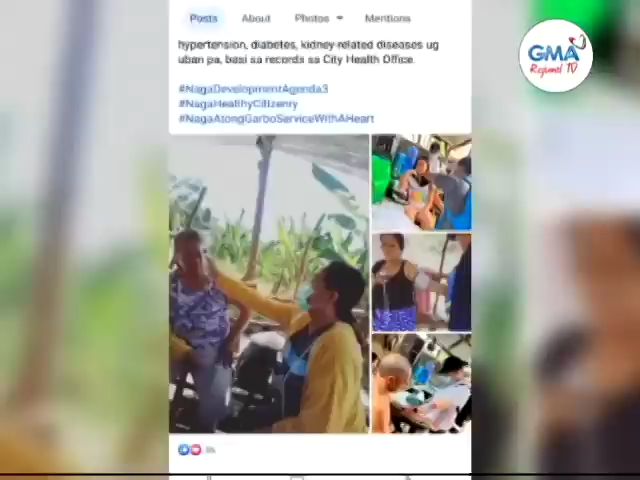 Posts About Photos Mentions
hypertension, diabetes, kidney-related diseases ug
uban pa, basi sa records sa City Health Office.
#NagaDevelopmentAgenda3
#NagaHealthyCitizenry
#NagaAtongGarboServiceWithAHeart
GMA
Regional TV